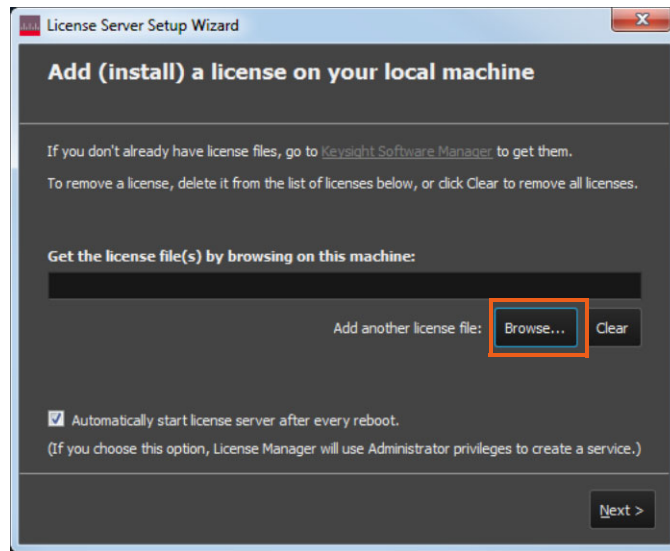 License Server Setup Wizard
Add (install) a license on your local machine
If you don't already have license files, go to Keysight Software Manager to get them.
To remove a license, delete it from the list of licenses below, or click Clear to remove all licenses.
Get the license file(s) by browsing on this machine:
Add another license file: Browse... Clear
Automatically start license server after every reboot.
(If you choose this option, License Manager will use Administrator privileges to create a service.)
Next >